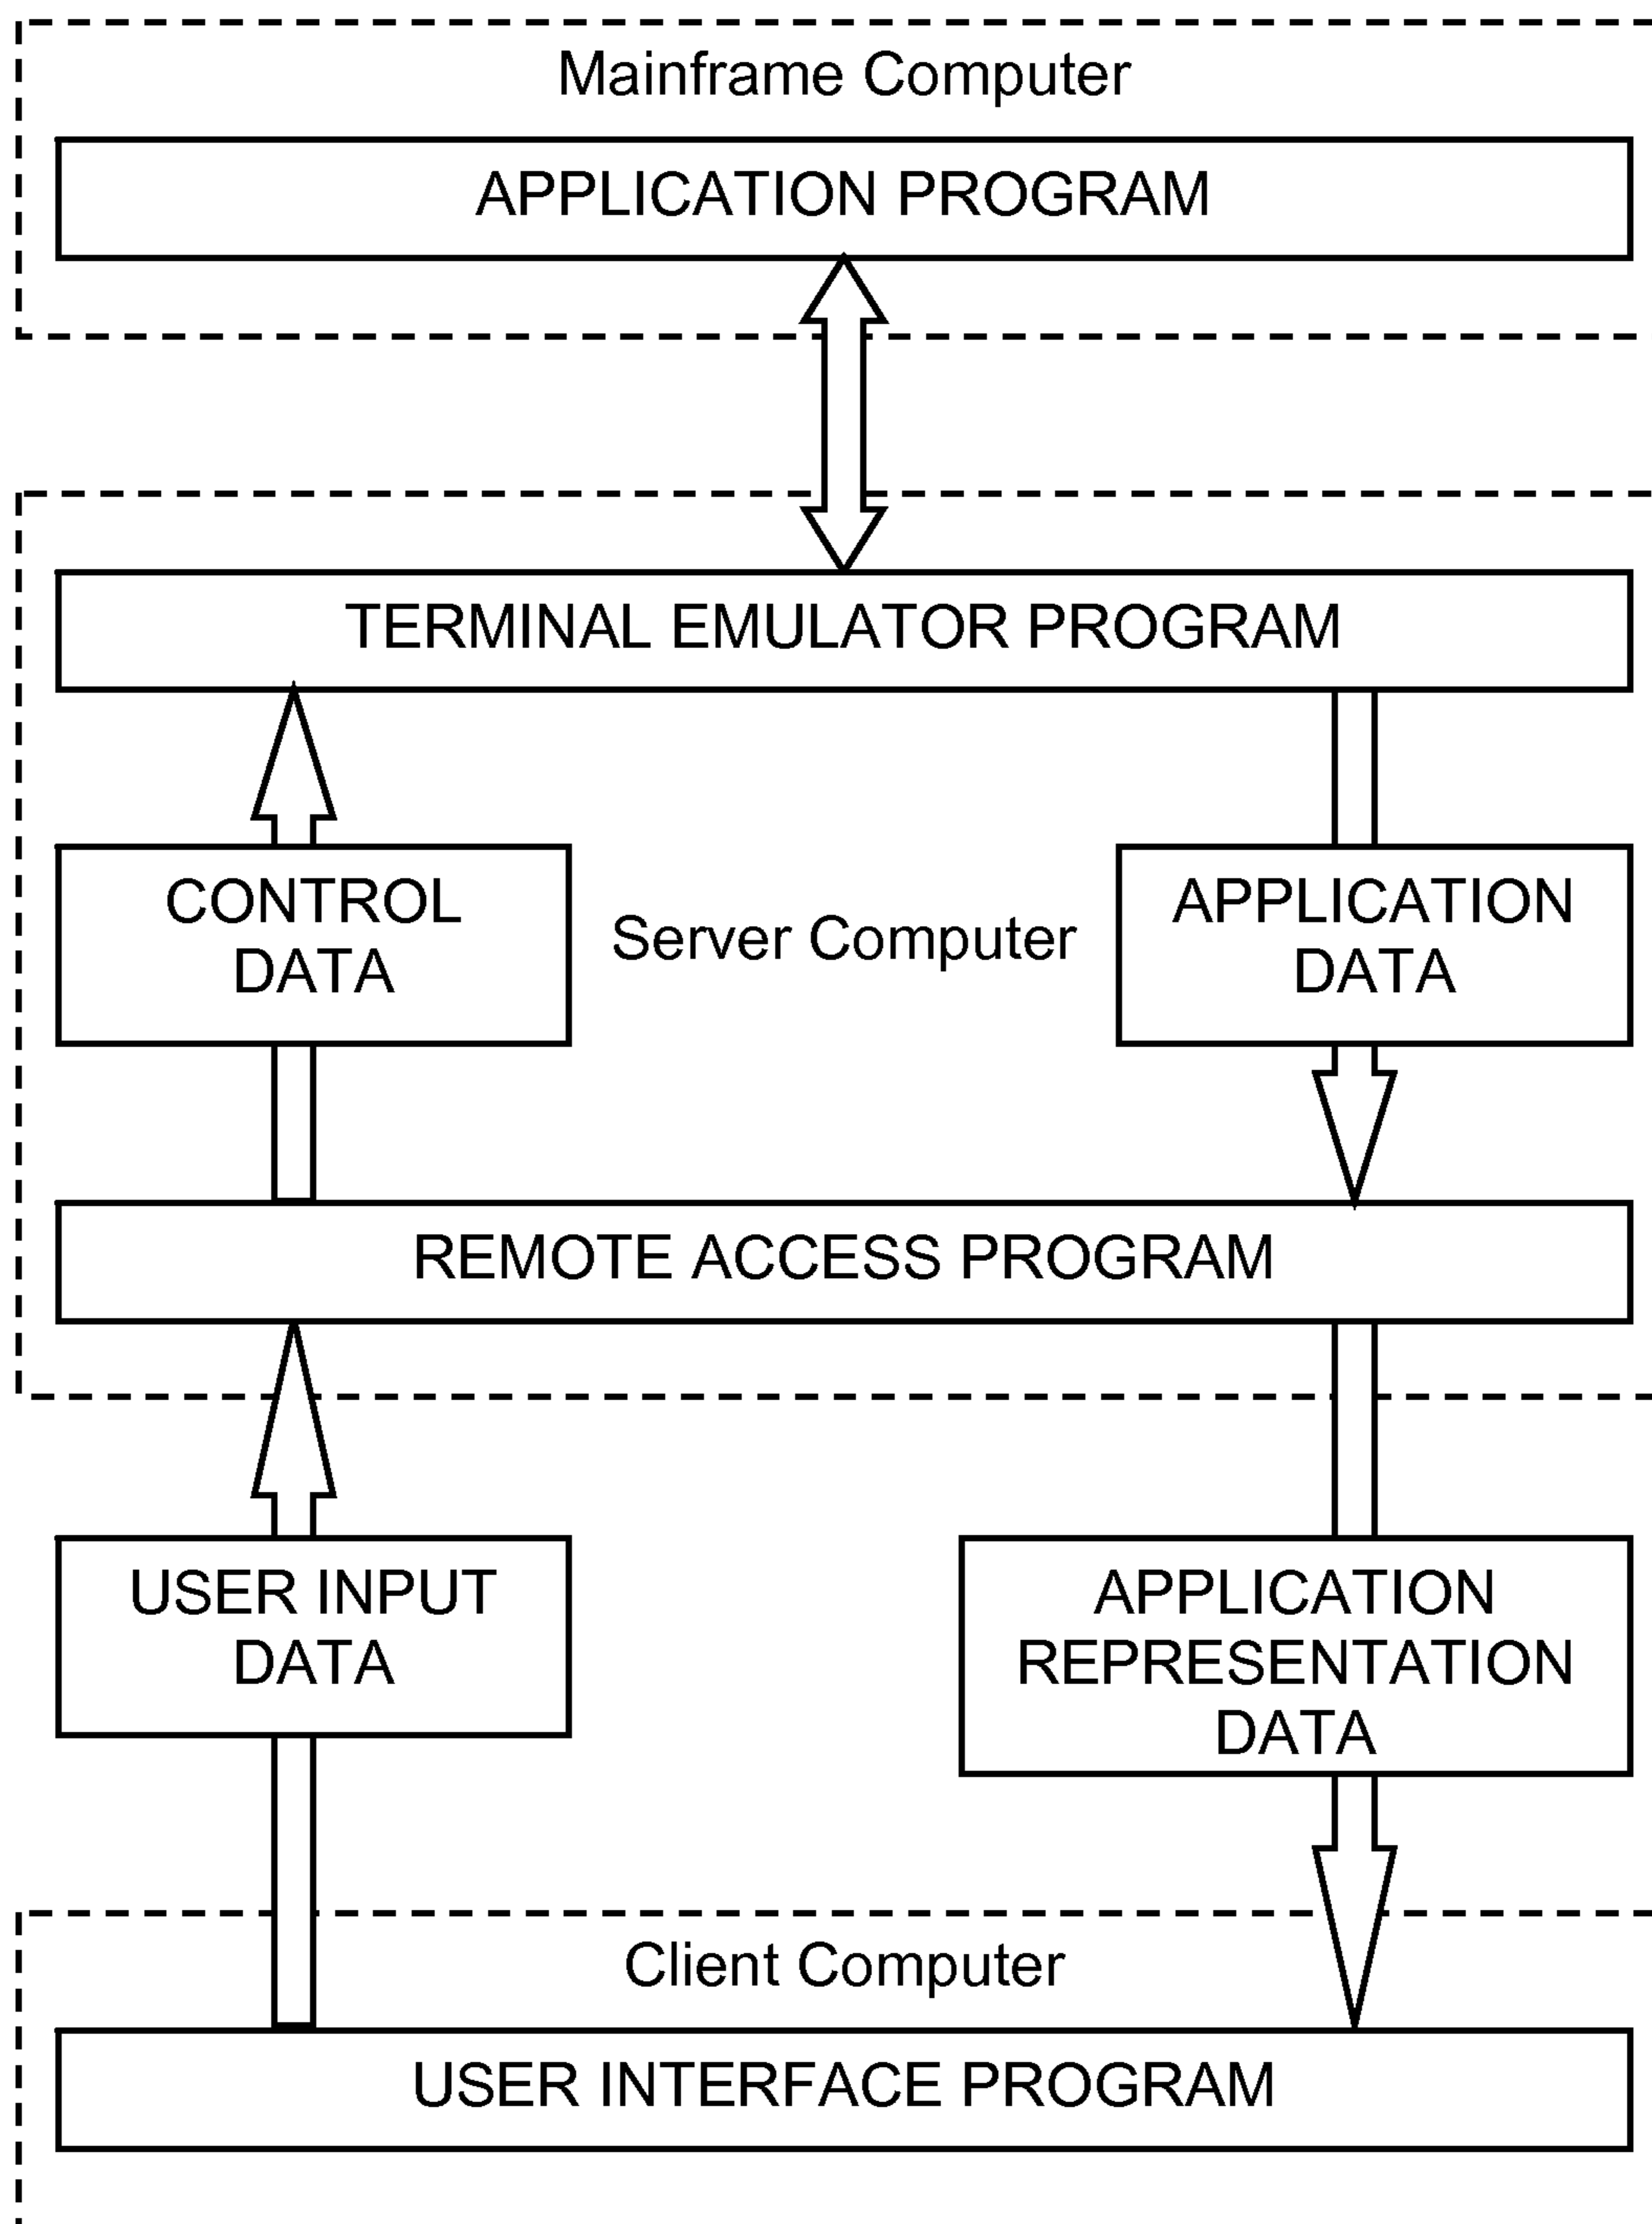 Mainframe Computer
APPLICATION PROGRAM
TERMINAL EMULATOR PROGRAM
CONTROL
DATA
Server Computer
APPLICATION
DATA
REMOTE ACCESS PROGRAM
USER INPUT
DATA
APPLICATION
REPRESENTATION
DATA
Client Computer
USER INTERFACE PROGRAM